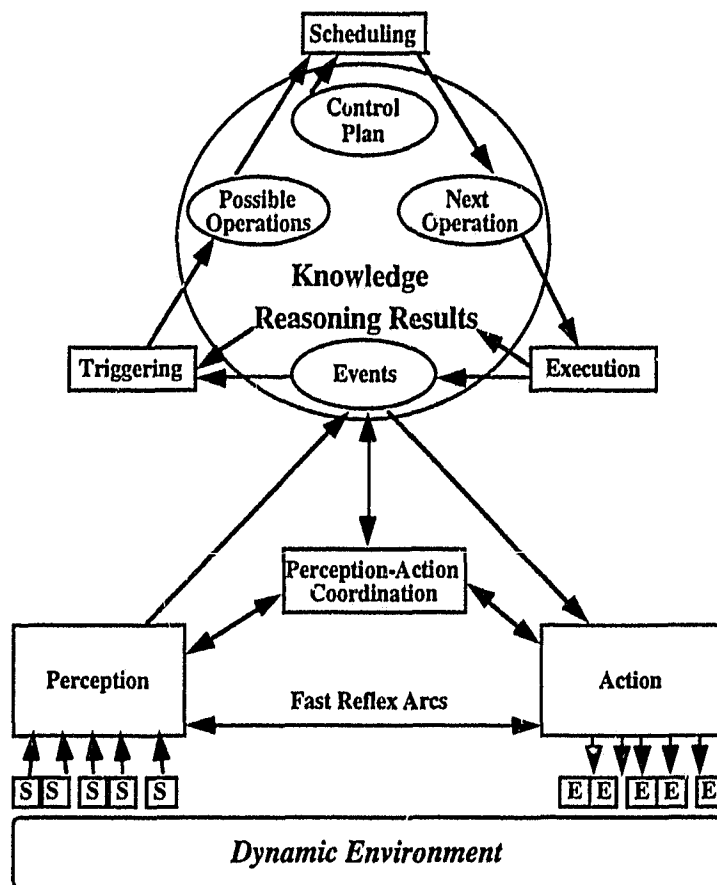 Scheduling
Control
Plan
Possible
Operations
Next
Operation
Knowledge
Reasoning Results
Triggering
Events
Execution
Perception-Action
Coordination
Perception
Action
Fast Reflex Arcs
S S S S S
E E E E E
Dynamic Environment